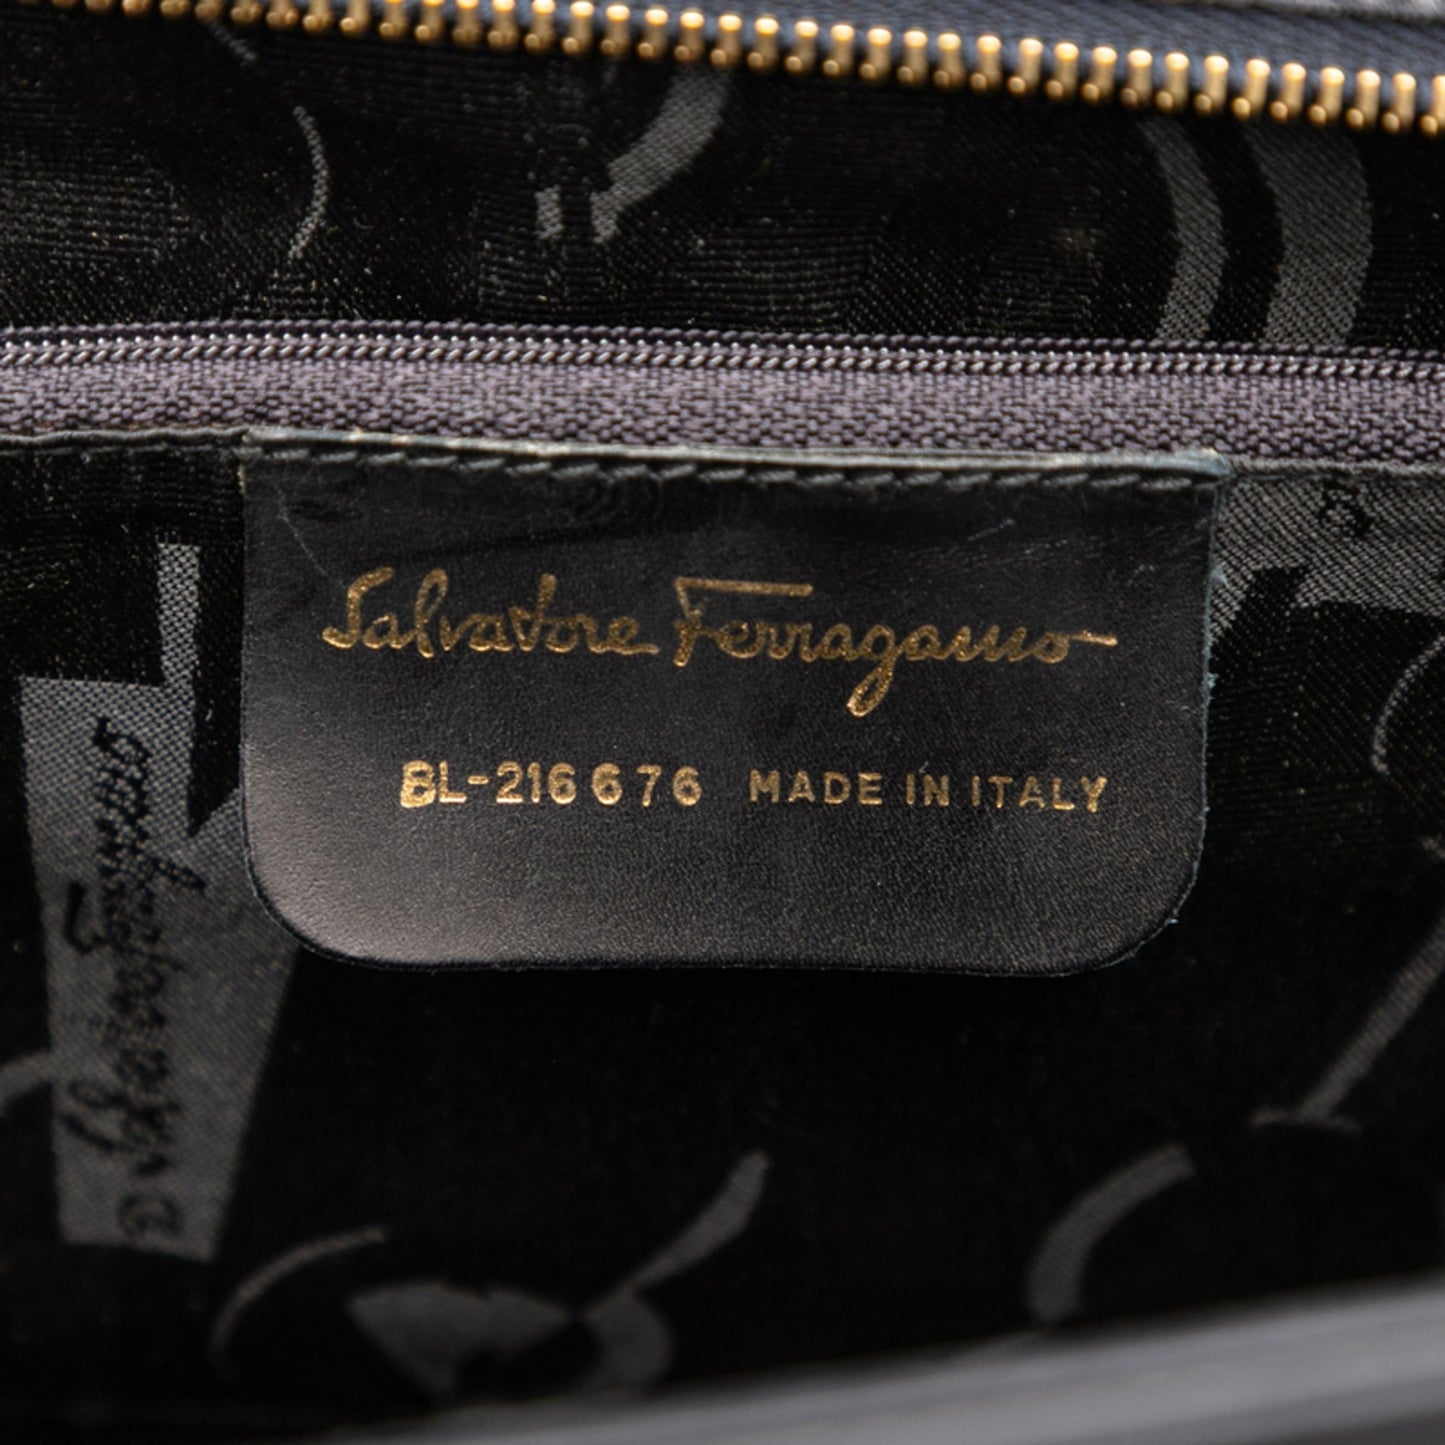 Salvatore Ferragamo
BL-216676 MADE IN ITALY